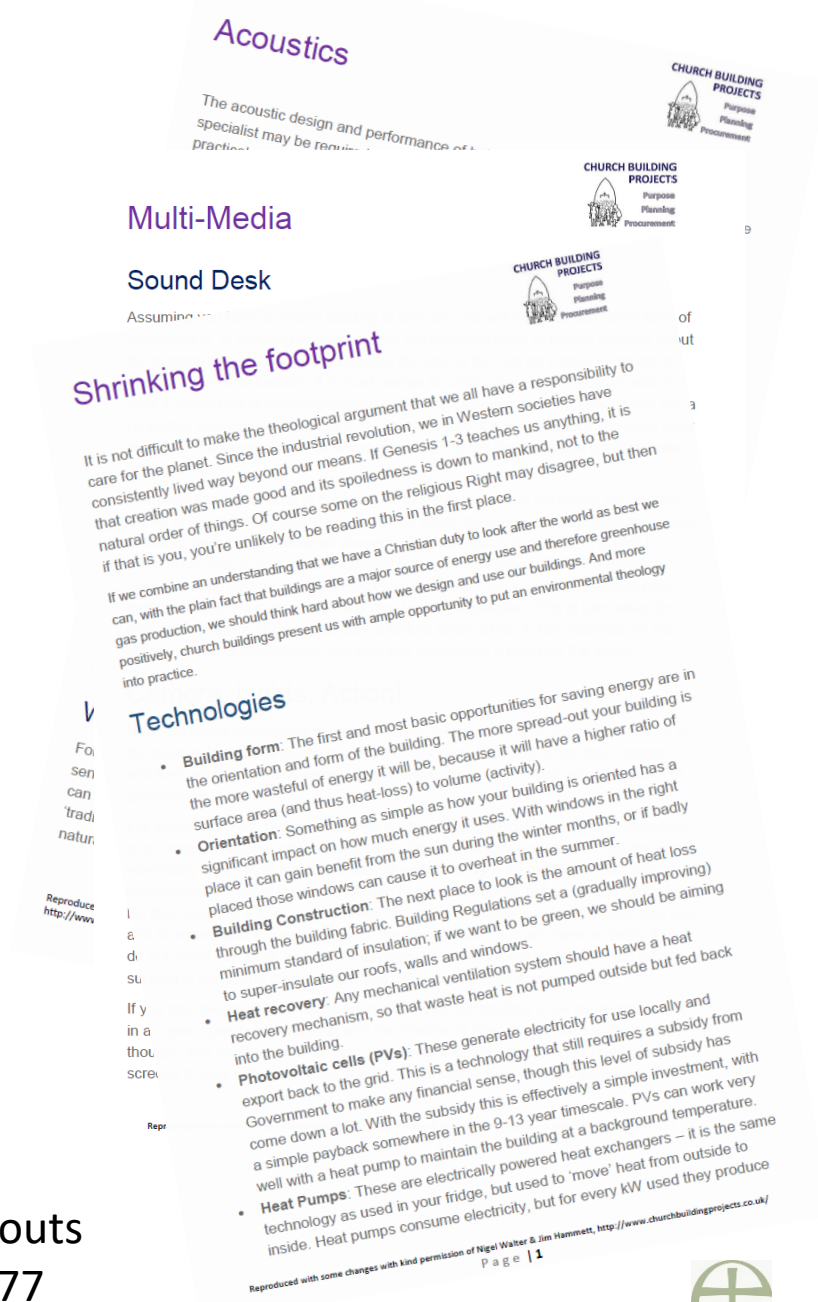 Acoustics
CHURCH BUILDING
PROJECTS
Purpose
Planning
Procurement
The acoustic design and performance of
specialist may be
CHURCH BUILDING
PROJECTS
Purpose
Planning
Procurement
Multi-Media
Sound Desk
Assuming
of
CHURCH BUILDING
PROJECTS
Purpose
Planning
Procurement
Shrinking the footprint
It is not difficult to make the theological argument that we all have a responsibility to
care for the planet. Since the industrial revolution, we in Western societies have
consistently lived way beyond our means. If Genesis 1-3 teaches us anything, it is
that creation was made good and its spoiledness is down to mankind, not to the
natural order of things. Of course some on the religious Right may disagree, but then
if that is you, you're unlikely to be reading this in the first place.
If we combine an understanding that we have a Christian duty to look after the world as best we
can, with the plain fact that buildings are a major source of energy use and therefore greenhouse
gas production, we should think hard about how we design and use our buildings. And more
positively, church buildings present us with ample opportunity to put an environmental theology
into practice.
Technologies
• Building form: The first and most basic opportunities for saving energy are in
the orientation and form of the building. The more spread-out your building is
the more wasteful of energy it will be, because it will have a higher ratio of
surface area (and thus heat-loss) to volume (activity).
• Orientation: Something as simple as how your building is oriented has a
significant impact on how much energy it uses. With windows in the right
place it can gain benefit from the sun during the winter months, or if badly
placed those windows can cause it to overheat in the summer.
• Building Construction: The next place to look is the amount of heat loss
through the building fabric. Building Regulations set a (gradually improving)
minimum standard of insulation; if we want to be green, we should be aiming
to super-insulate our roofs, walls and windows.
• Heat recovery: Any mechanical ventilation system should have a heat
recovery mechanism, so that waste heat is not pumped outside but fed back
into the building.
• Photovoltaic cells (PVs): These generate electricity for use locally and
export back to the grid. This is a technology that still requires a subsidy from
Government to make any financial sense, though this level of subsidy has
come down a lot. With the subsidy this is effectively a simple investment, with
a simple payback somewhere in the 9-13 year timescale. PVs can work very
well with a heat pump to maintain the building at a background temperature.
• Heat Pumps: These are electrically powered heat exchangers – it is the same
technology as used in your fridge, but used to 'move' heat from outside to
inside. Heat pumps consume electricity, but for every kW used they produce
Reproduced with some changes with kind permission of Nigel Walter & Jim Hammett, http://www.churchbuildingprojects.co.uk/
Page | 1
can
http://www
If y
in a
outs
77